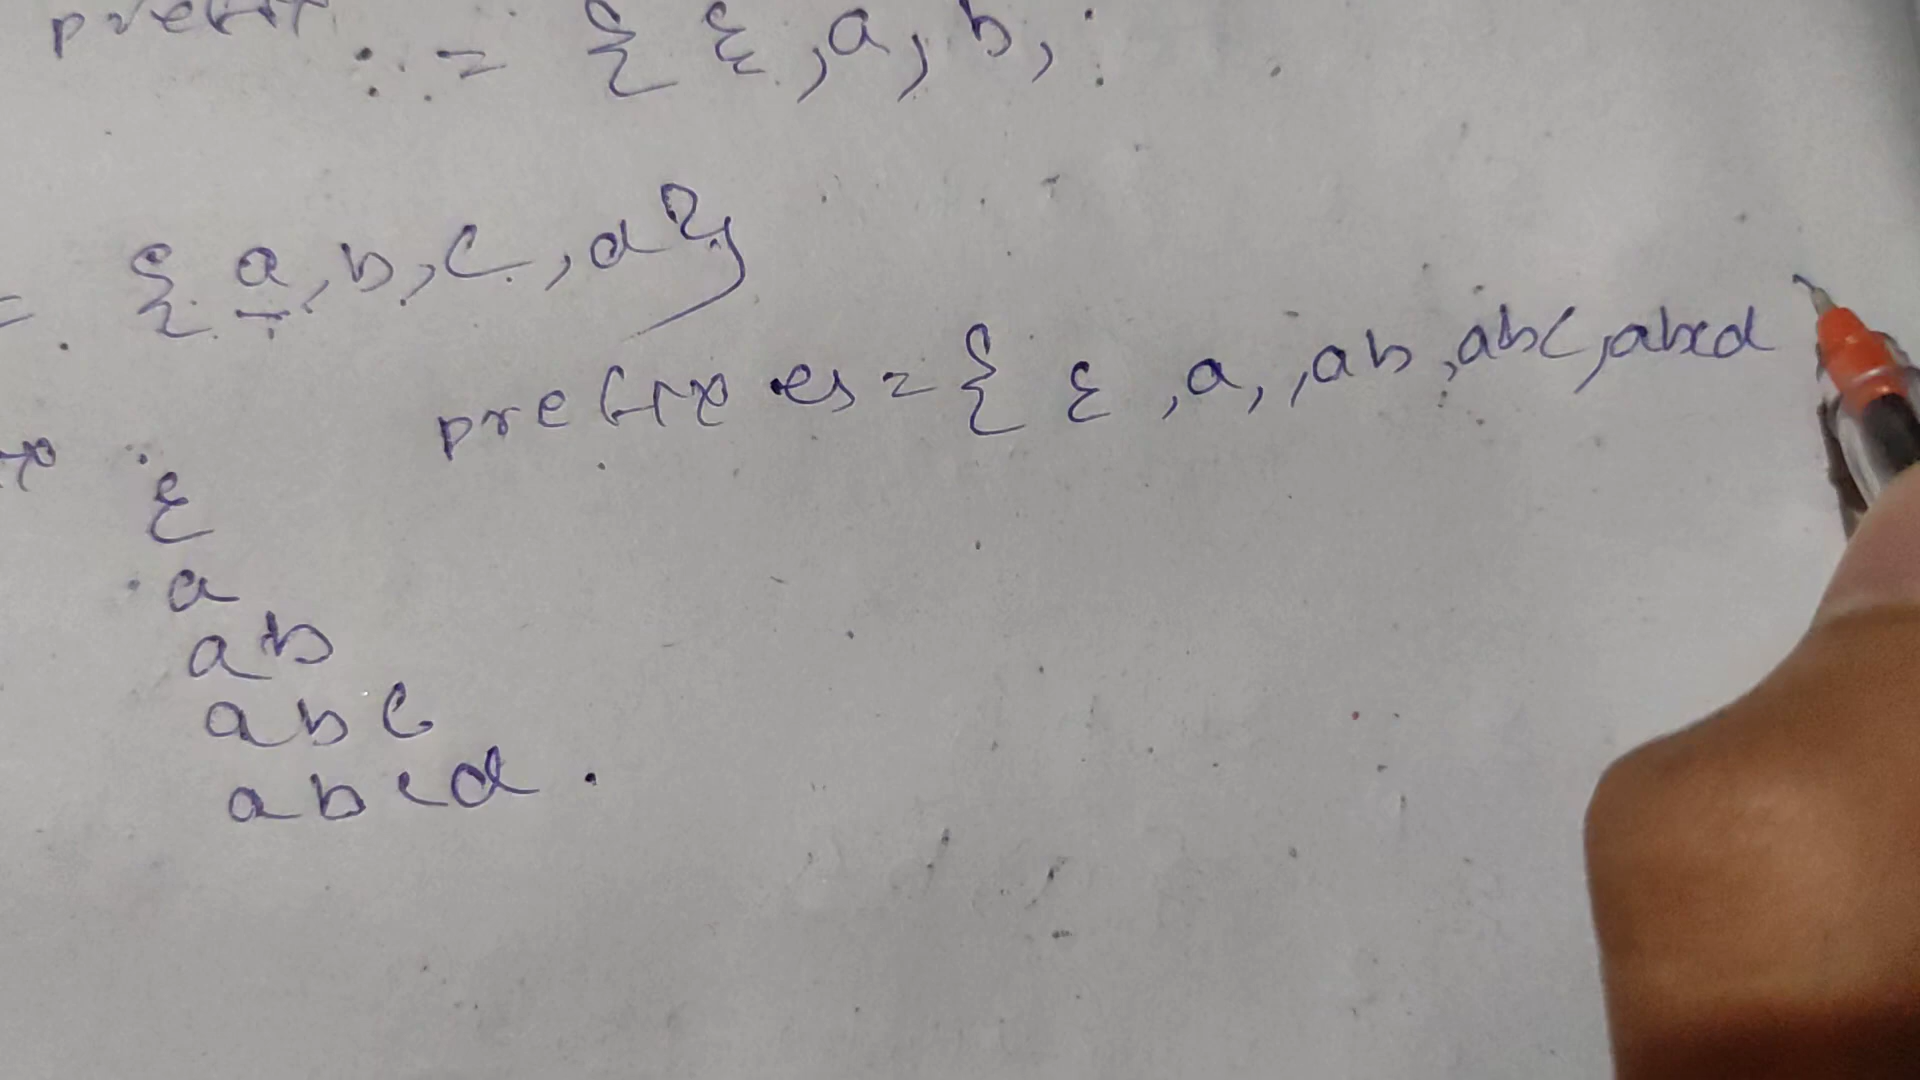 prefix = { ε, a, b,
= { a, b, c, d }
prefixes = { ε, a, , ab, abc, abcd
ε
a
ab
abc
abcd.